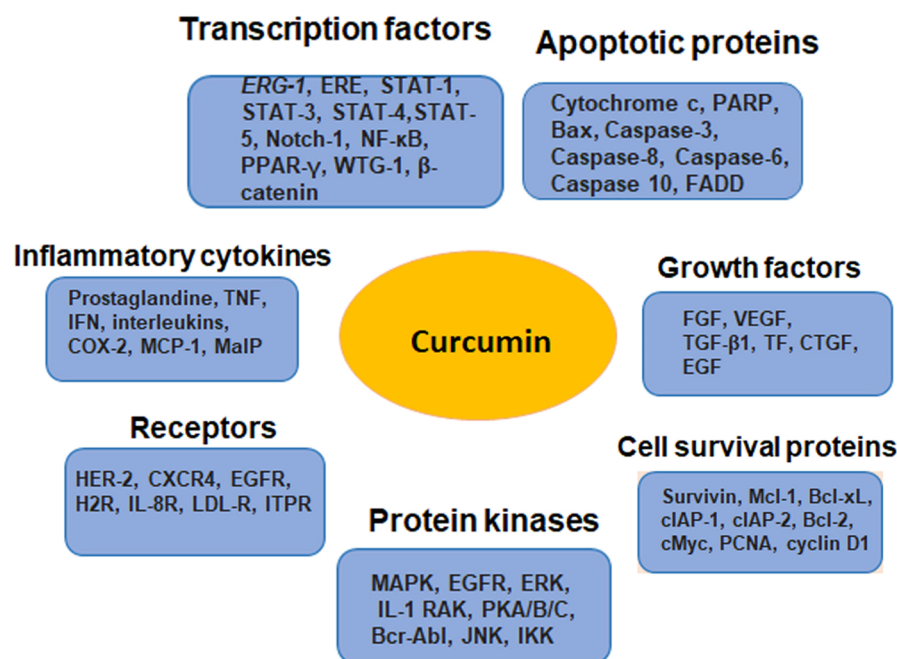 Transcription factors
ERG-1, ERE, STAT-1,
STAT-3, STAT-4,STAT-
5, Notch-1, NF-κB,
PPAR-γ, WTG-1, β-
catenin
Apoptotic proteins
Cytochrome c, PARP,
Bax, Caspase-3,
Caspase-8, Caspase-6,
Caspase 10, FADD
Inflammatory cytokines
Prostaglandine, TNF,
IFN, interleukins,
COX-2, MCP-1, MaIP
Curcumin
Growth factors
FGF, VEGF,
TGF-β1, TF, CTGF,
EGF
Receptors
HER-2, CXCR4, EGFR,
H2R, IL-8R, LDL-R, ITPR
Cell survival proteins
Survivin, Mcl-1, Bcl-xL,
cIAP-1, cIAP-2, Bcl-2,
cMyc, PCNA, cyclin D1
Protein kinases
MAPK, EGFR, ERK,
IL-1 RAK, PKA/B/C,
Bcr-Abl, JNK, IKK